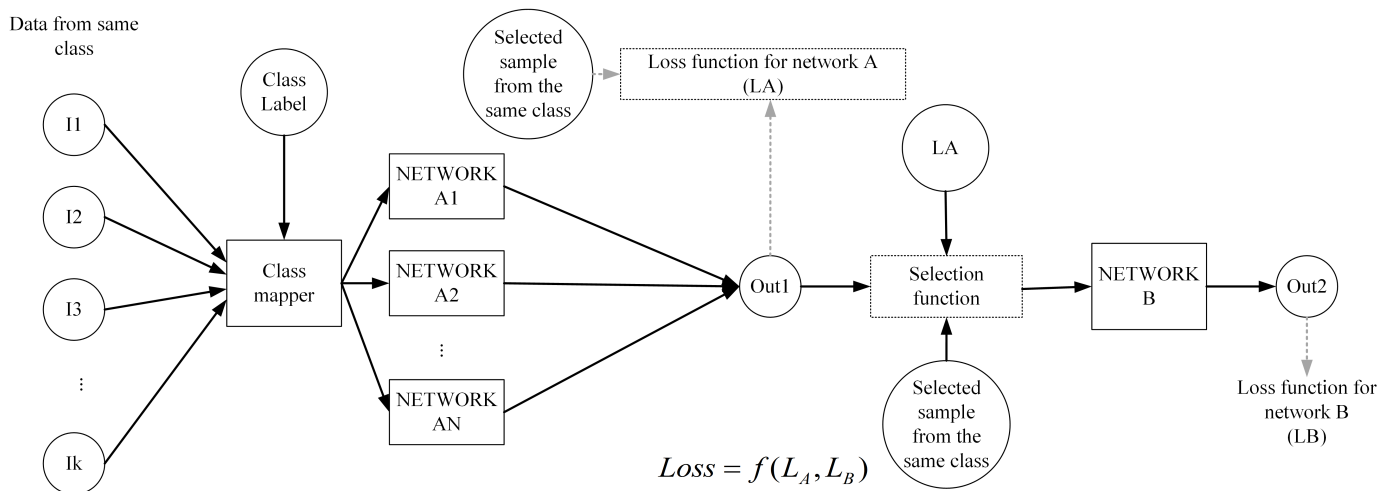 Data from same
class
I1
I2
I3
...
Ik
Class
Label
Class
mapper
NETWORK
A1
NETWORK
A2
...
NETWORK
AN
Selected
sample
from the
same class
Loss function for network A
(LA)
Out1
LA
Selection
function
Selected
sample
from the
same class
NETWORK
B
Out2
Loss function for
network B
(LB)
Loss = f(L_A, L_B)